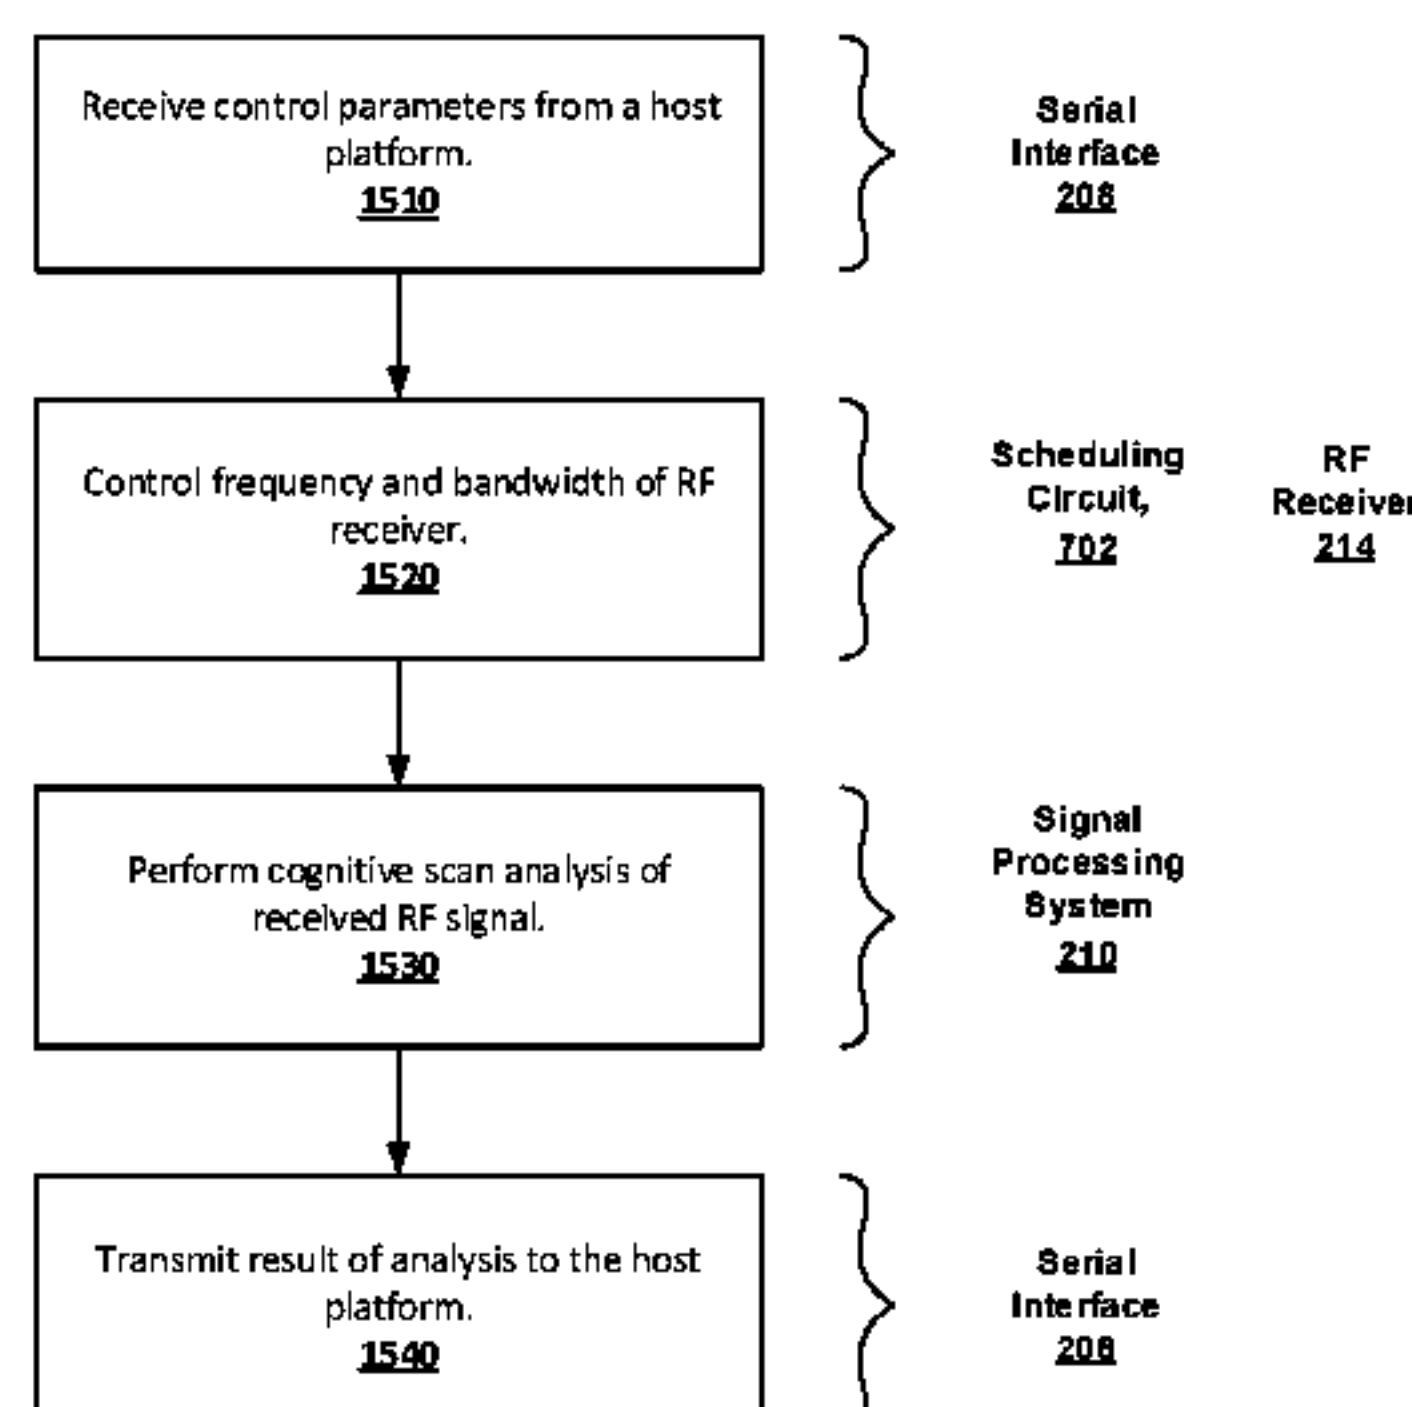 Receive control parameters from a host
platform.
1510
Serial
Interface
208
Control frequency and bandwidth of RF
receiver.
1520
Scheduling
Circuit,
702
RF
Receiver
214
Perform cognitive scan analysis of
received RF signal.
1530
Signal
Processing
System
210
Transmit result of analysis to the host
platform.
1540
Serial
Interface
208